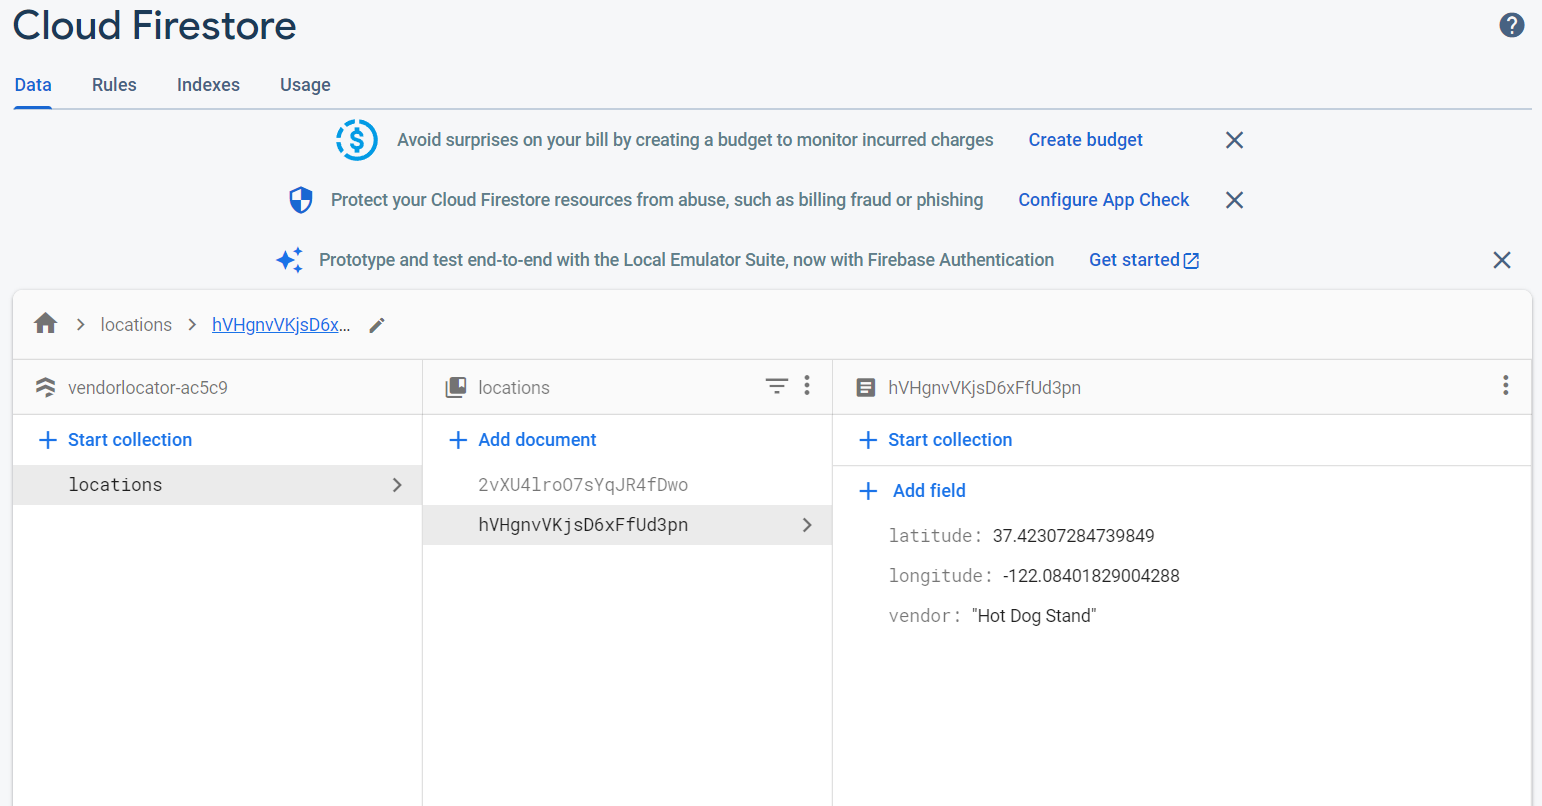 Cloud Firestore
Data Rules Indexes Usage
Avoid surprises on your bill by creating a budget to monitor incurred charges Create budget
Protect your Cloud Firestore resources from abuse, such as billing fraud or phishing Configure App Check
Prototype and test end-to-end with the Local Emulator Suite, now with Firebase Authentication Get started
locations hVHgnvVKjsD6x...
vendorlocator-ac5c9
Start collection
locations
locations
Add document
2vXU4lroO7sYqJR4fDwo
hVHgnvVKjsD6xFfUd3pn
hVHgnvVKjsD6xFfUd3pn
Start collection
Add field
latitude: 37.42307284739849
longitude: -122.08401829004288
vendor: "Hot Dog Stand"